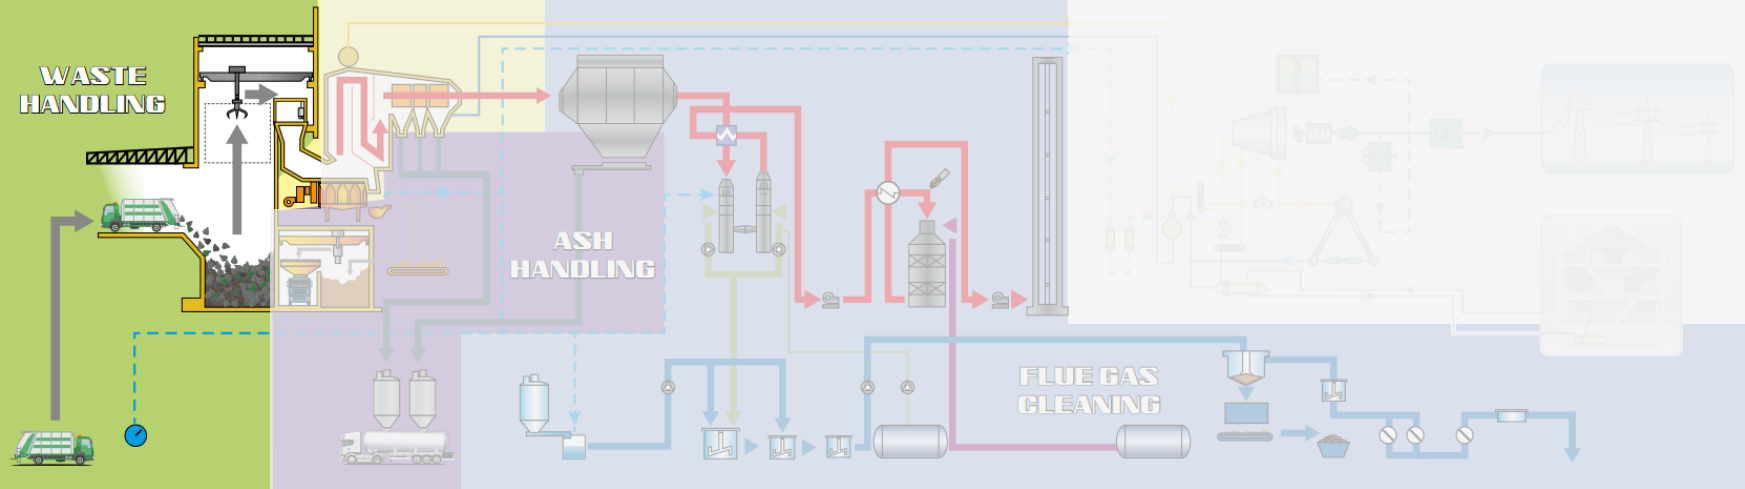 WASTE
HANDLING
ASH
HANDLING
FLUE GAS
CLEANING